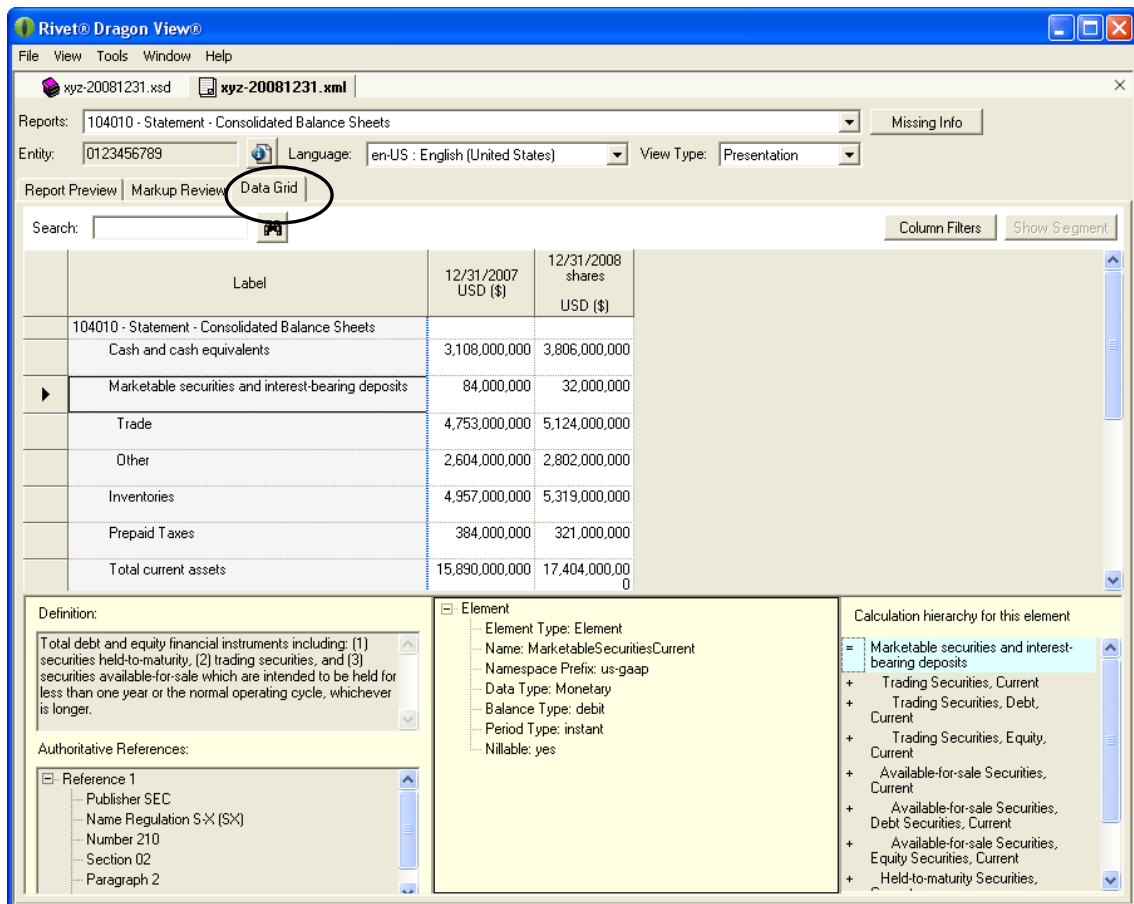 Rivet® Dragon View®
File View Tools Window Help
xyz-20081231.xsd xyz-20081231.xml
Reports: 104010 - Statement - Consolidated Balance Sheets Missing Info
Entity: 0123456789 Language: en-US : English (United States) View Type: Presentation
Report Preview Markup Review Data Grid
Search: Column Filters Show Segment
Label 12/31/2007 USD ($) 12/31/2008 shares USD ($)
104010 - Statement - Consolidated Balance Sheets
Cash and cash equivalents 3,108,000,000 3,806,000,000
Marketable securities and interest-bearing deposits 84,000,000 32,000,000
Trade 4,753,000,000 5,124,000,000
Other 2,604,000,000 2,802,000,000
Inventories 4,957,000,000 5,319,000,000
Prepaid Taxes 384,000,000 321,000,000
Total current assets 15,890,000,000 17,404,000,00
0
Definition:
Total debt and equity financial instruments including: (1)
securities held-to-maturity, (2) trading securities, and (3)
securities available-for-sale which are intended to be held for
less than one year or the normal operating cycle, whichever
is longer.
Authoritative References:
Reference 1
Publisher SEC
Name Regulation S-X (SX)
Number 210
Section 02
Paragraph 2
Element
Element Type: Element
Name: MarketableSecuritiesCurrent
Namespace Prefix: us-gaap
Data Type: Monetary
Balance Type: debit
Period Type: instant
Nillable: yes
Calculation hierarchy for this element
= Marketable securities and interest-
bearing deposits
+ Trading Securities, Current
+ Trading Securities, Debt,
Current
+ Trading Securities, Equity,
Current
+ Available-for-sale Securities,
Current
+ Available-for-sale Securities,
Debt Securities, Current
+ Available-for-sale Securities,
Equity Securities, Current
+ Held-to-maturity Securities,